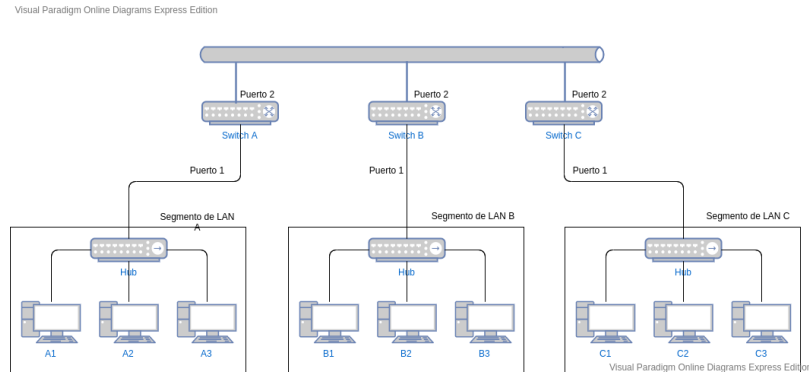 Visual Paradigm Online Diagrams Express Edition
Puerto 2
Puerto 2
Puerto 2
Switch A
Switch B
Switch C
Puerto 1
Puerto 1
Puerto 1
Segmento de LAN
A
Segmento de LAN B
Segmento de LAN C
Hub
Hub
Hub
A1
A2
A3
B1
B2
B3
C1
C2
C3
Visual Paradigm Online Diagrams Express Edition